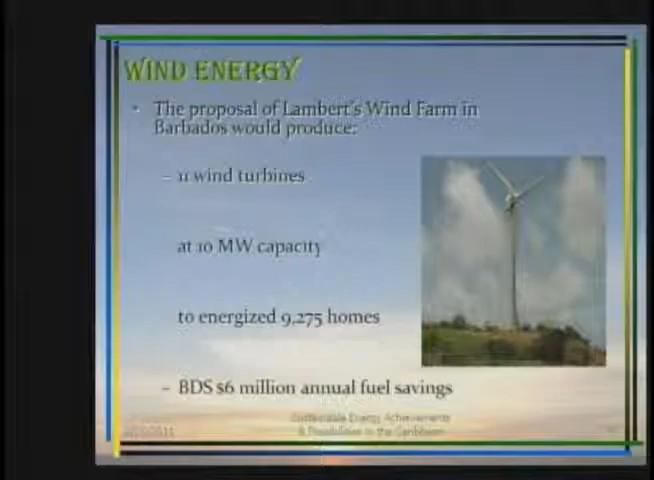 WIND ENERGY
• The proposal of Lambert's Wind Farm in
Barbados would produce:
– 11 wind turbines
at 10 MW capacity
to energized 9,275 homes
– BDS $6 million annual fuel savings
Sustainable Energy Achievements
& Possibilities in the Caribbean